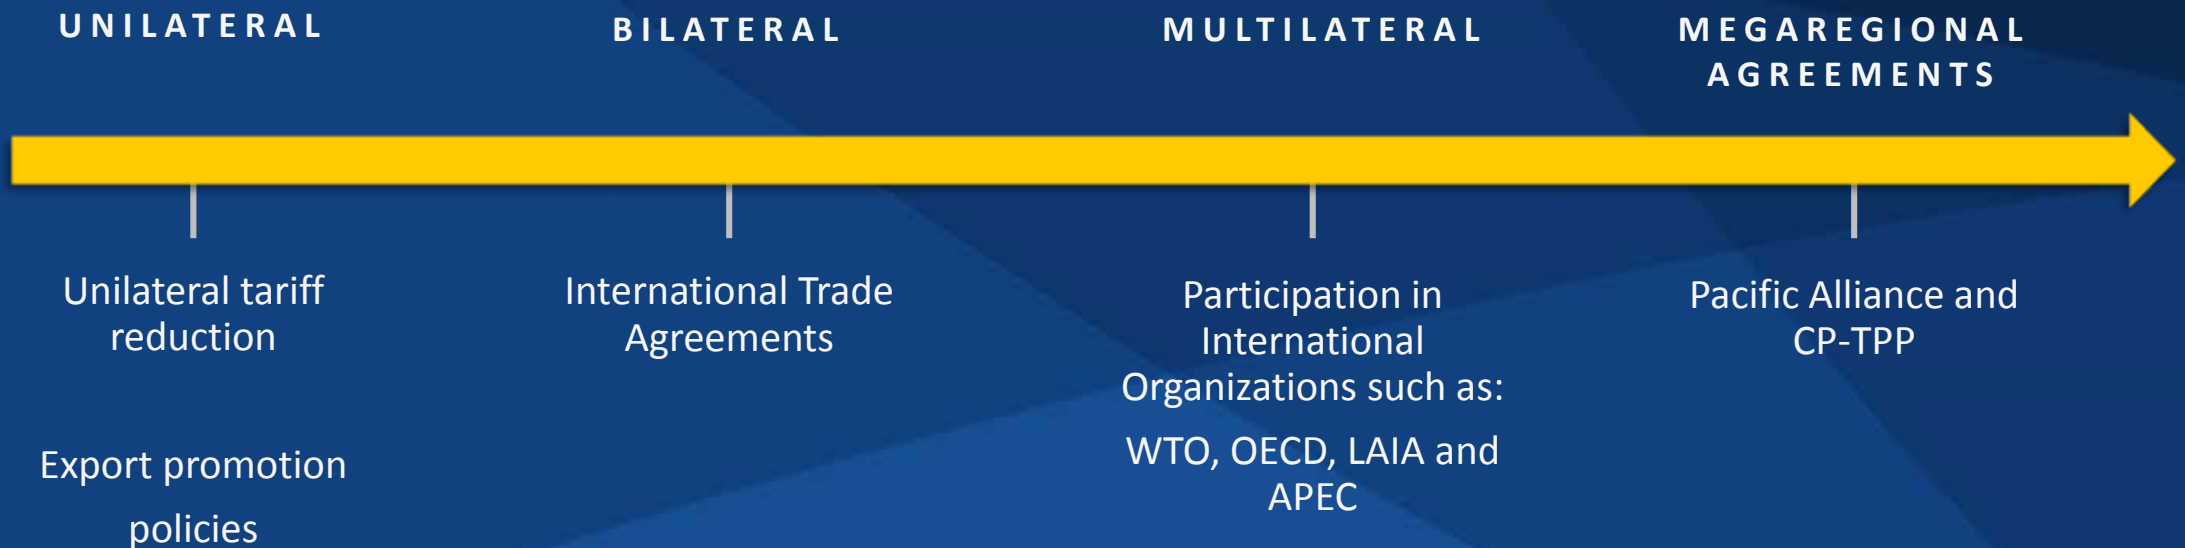 UNILATERAL
BILATERAL
MULTILATERAL
MEGAREGIONAL
AGREEMENTS
Unilateral tariff
reduction
Export promotion
policies
International Trade
Agreements
Participation in
International
Organizations such as:
WTO, OECD, LAIA and
APEC
Pacific Alliance and
CP-TPP